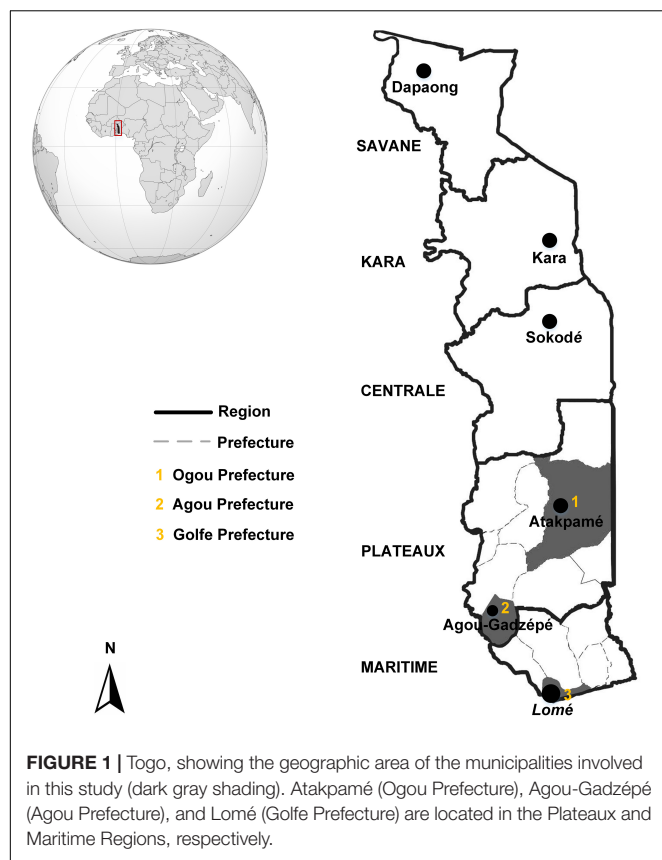 Dapaong
SAVANE
KARA
Kara
Sokodé
CENTRALE
Region
Prefecture
1 Ogou Prefecture
2 Agou Prefecture
3 Golfe Prefecture
1
Atakpamé
PLATEAUX
2
Agou-Gadzépé
MARITIME
N
3
Lomé
FIGURE 1 | Togo, showing the geographic area of the municipalities involved
in this study (dark gray shading). Atakpamé (Ogou Prefecture), Agou-Gadzépé
(Agou Prefecture), and Lomé (Golfe Prefecture) are located in the Plateaux and
Maritime Regions, respectively.